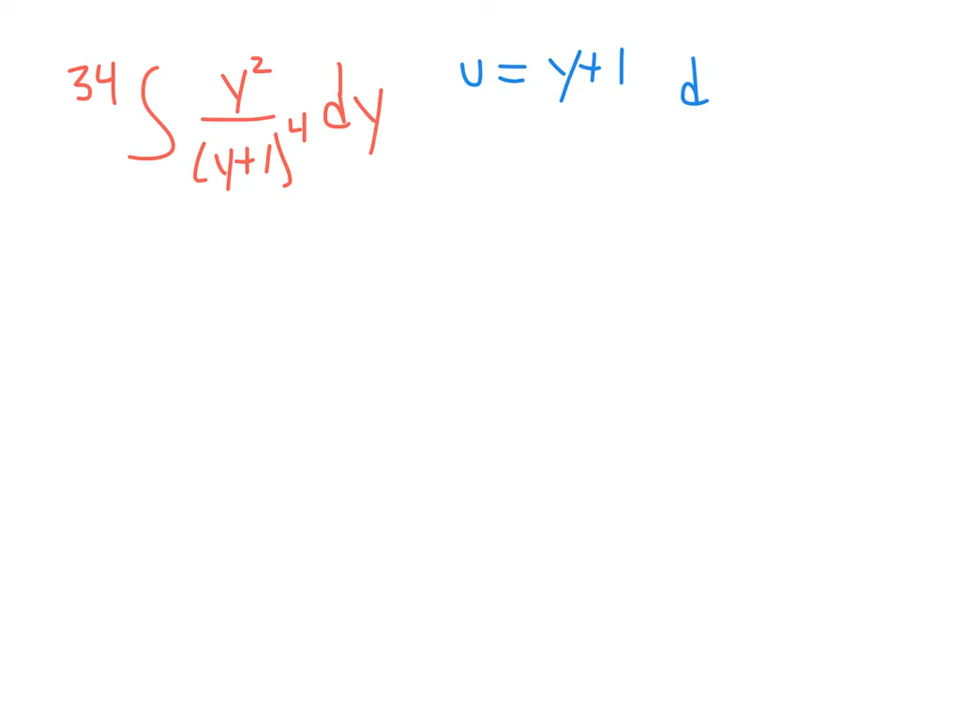 34 ∫ y²/(y+1)⁴ dy u = y+1 d